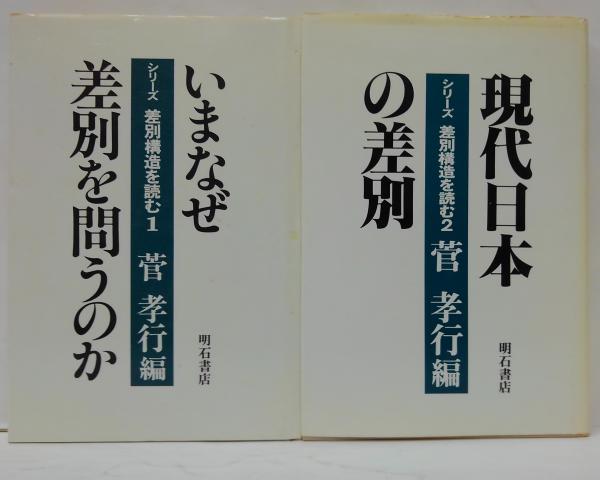 いまなぜ
差別を問うのか
シリーズ 差別構造を読む1
菅 孝行編
明石書店
現代日本
の差別
シリーズ 差別構造を読む2
菅 孝行編
明石書店